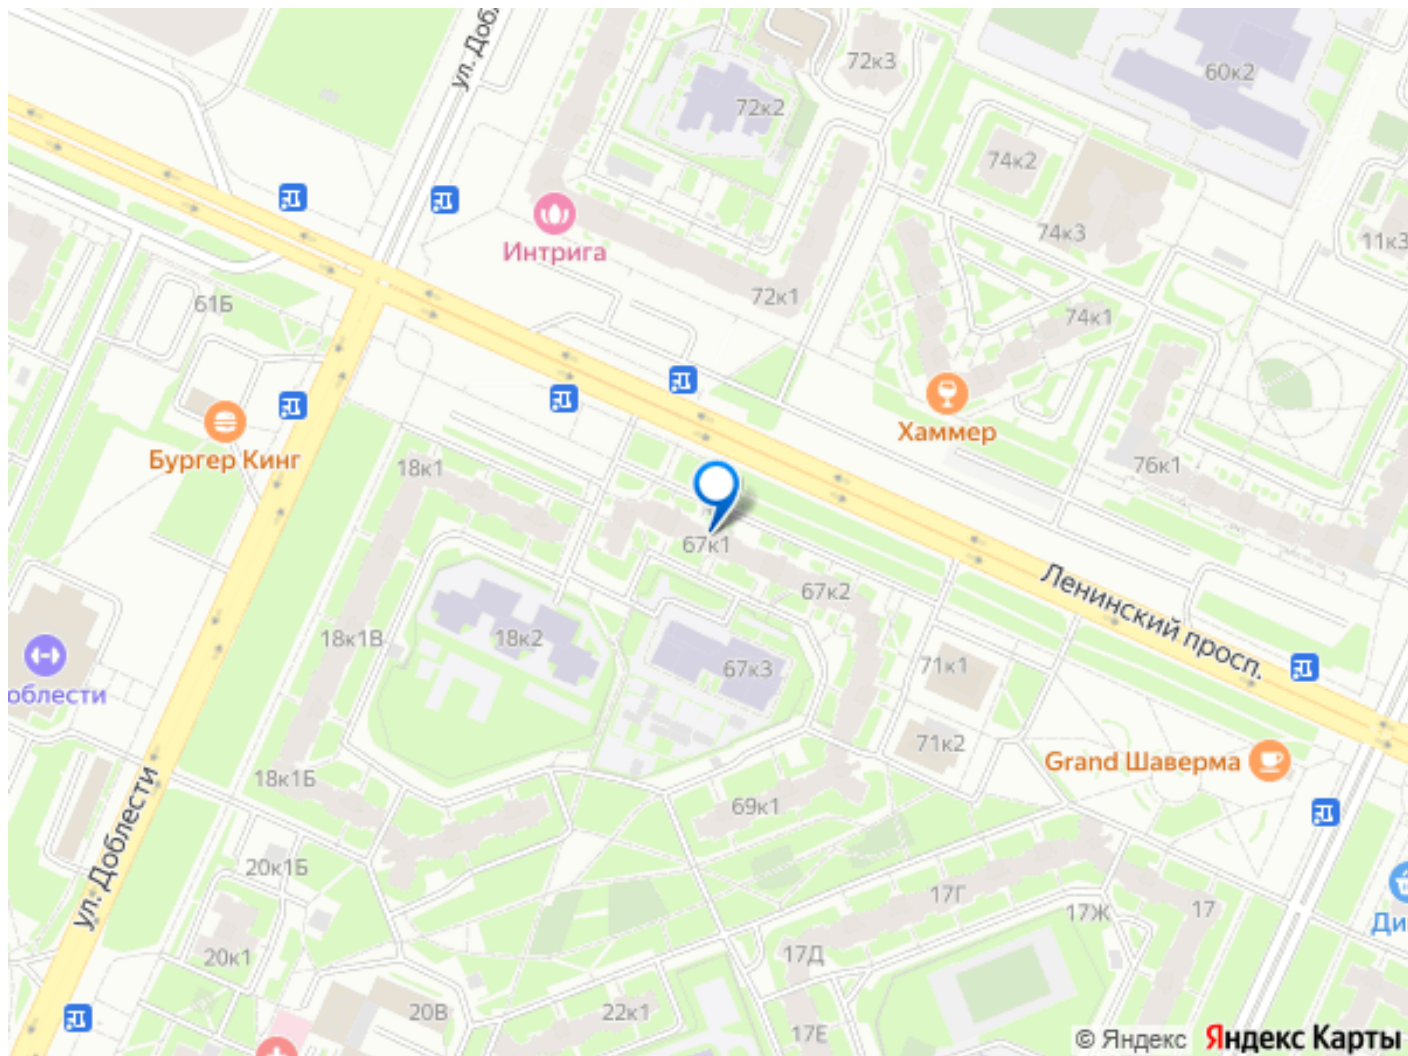 ул. Доб
72к3
60к2
72к2
74к2
Интрига
74к3
11к3
72к1
61Б
74к1
Хаммер
Бургер Кинг
18к1
76к1
67к1
Ленинский просп.
67к2
18к1В
18к2
67к3
71к1
облести
71к2
Grand Шаверма
18к1Б
69к1
ул. Доблести
20к1Б
17Г
17Ж
17
Ди
20к1
17Д
20В
22к1
17Е
© Яндекс Яндекс Карты